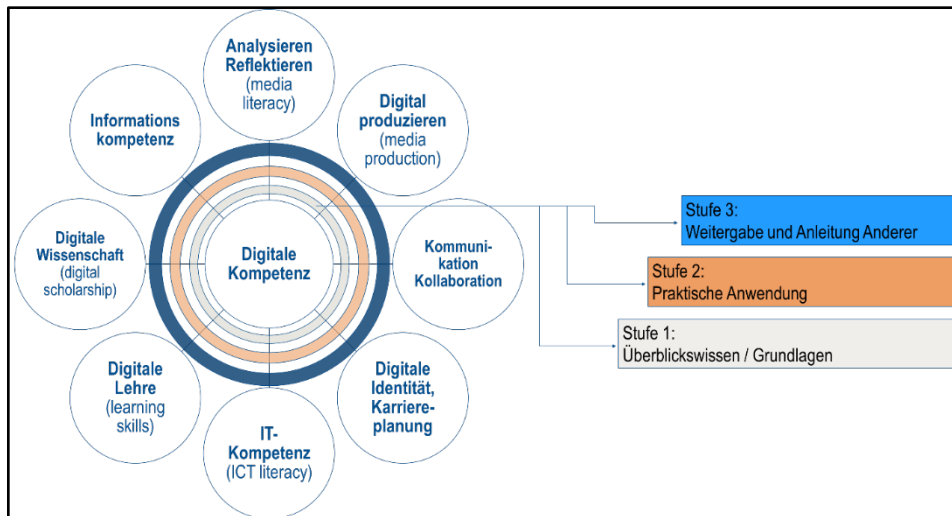 Analysieren
Reflektieren
(media
literacy)
Digital
produzieren
(media
production)
Kommuni-
kation
Kollaboration
Digitale
Identität,
Karriere-
planung
IT-
Kompetenz
(ICT literacy)
Digitale
Lehre
(learning
skills)
Digitale
Wissenschaft
(digital
scholarship)
Informations
kompetenz
Digitale
Kompetenz
Stufe 3:
Weitergabe und Anleitung Anderer
Stufe 2:
Praktische Anwendung
Stufe 1:
Überblickswissen / Grundlagen